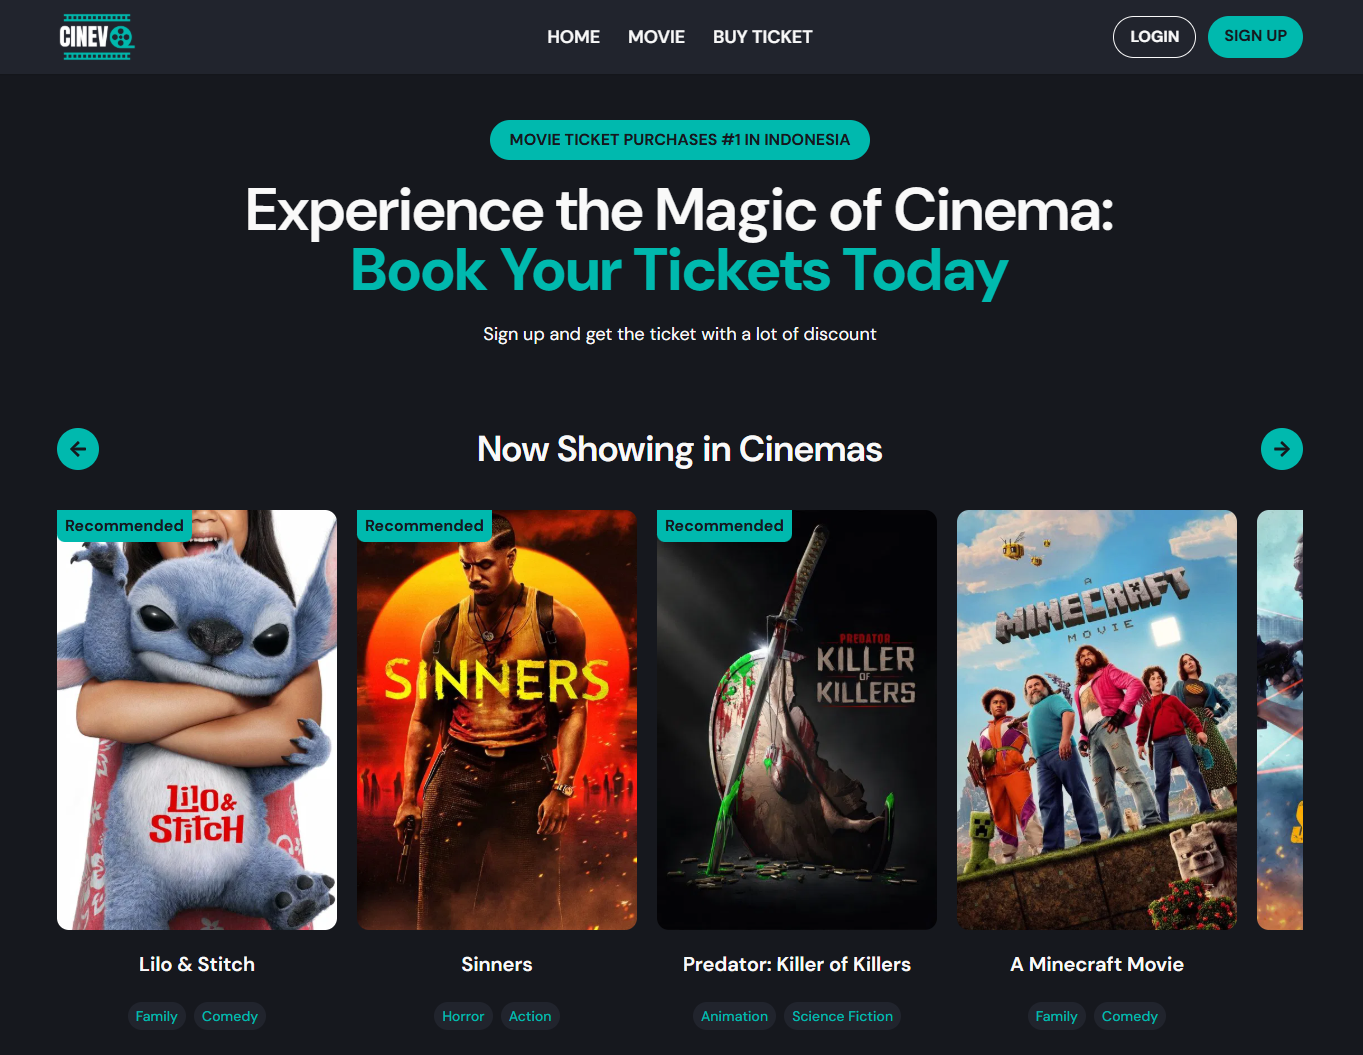 CINEVO
HOME MOVIE BUY TICKET
LOGIN SIGN UP
MOVIE TICKET PURCHASES #1 IN INDONESIA
Experience the Magic of Cinema:
Book Your Tickets Today
Sign up and get the ticket with a lot of discount
Now Showing in Cinemas
Recommended
Lilo &
Stitch
Recommended
SINNERS
Recommended
PREDATOR
KILLER
OF
KILLERS
A
MINECRAFT
MOVIE
Lilo & Stitch
Family Comedy
Sinners
Horror Action
Predator: Killer of Killers
Animation Science Fiction
A Minecraft Movie
Family Comedy